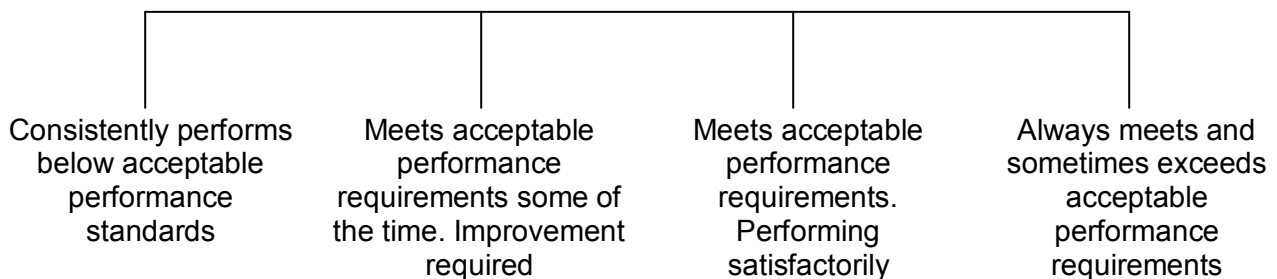 Consistently performs
below acceptable
performance
standards
Meets acceptable
performance
requirements some of
the time. Improvement
required
Meets acceptable
performance
requirements.
Performing
satisfactorily
Always meets and
sometimes exceeds
acceptable
performance
requirements